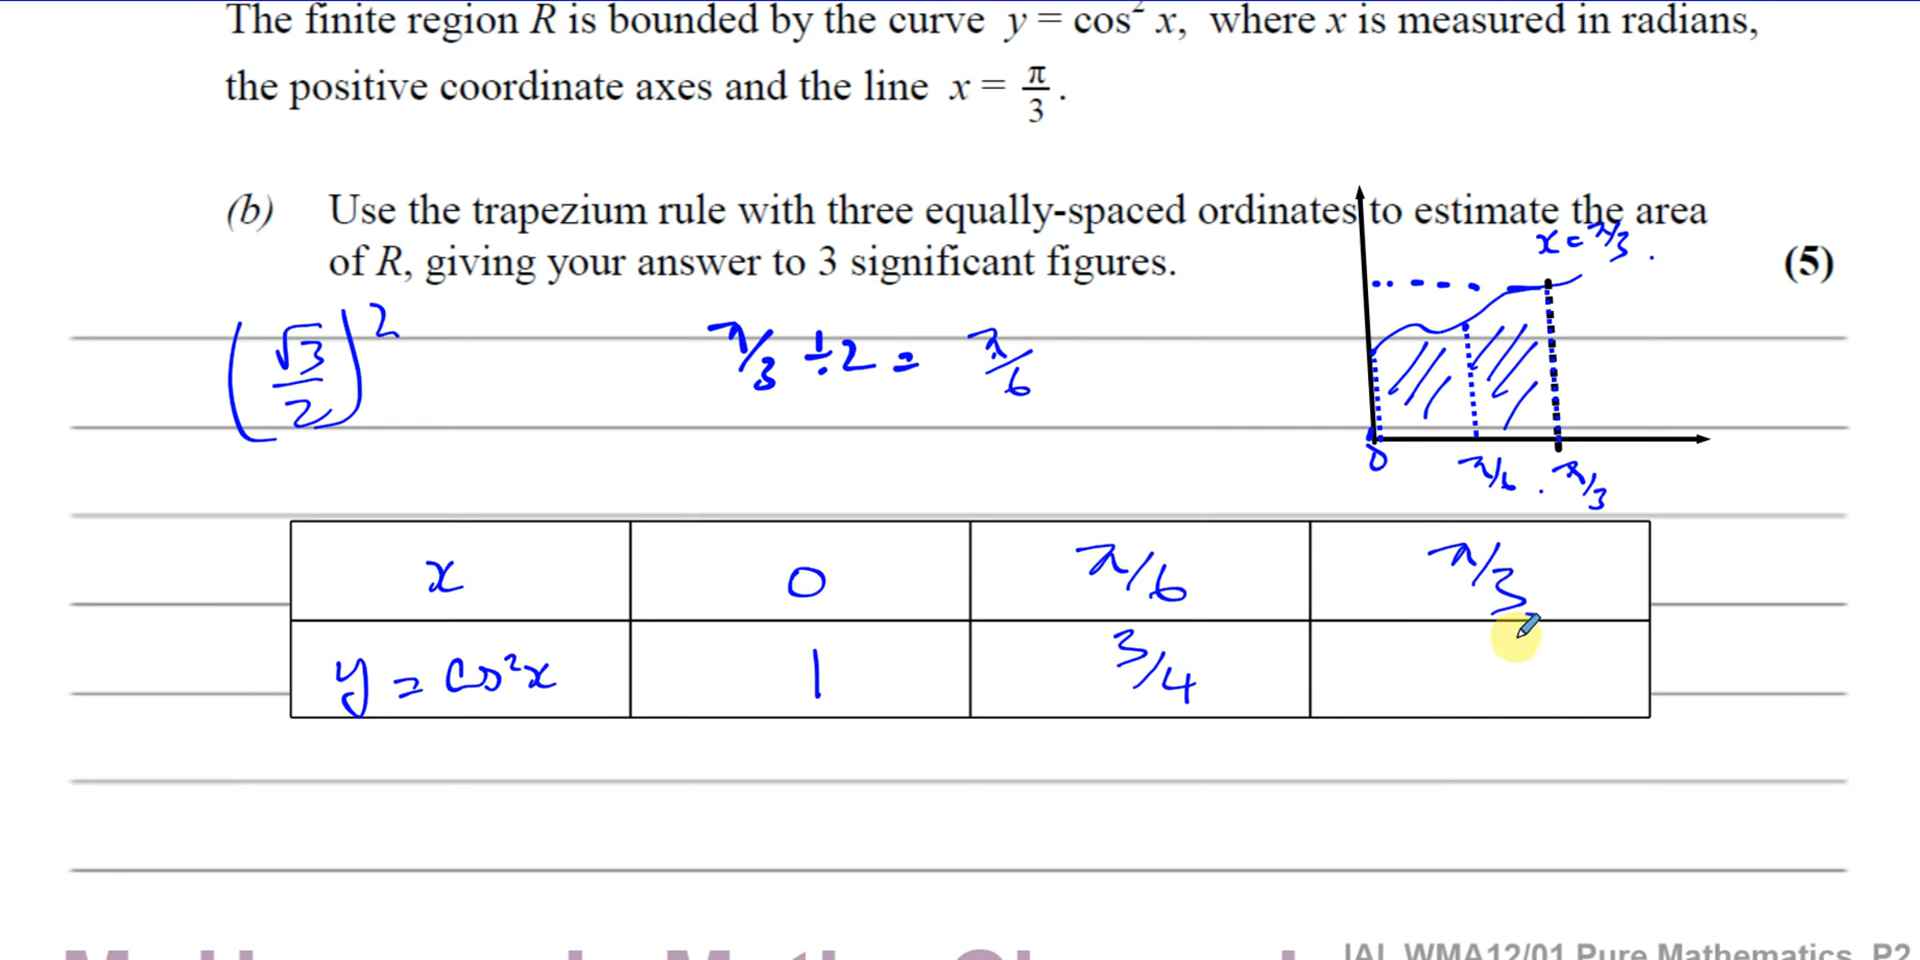 The finite region R is bounded by the curve y = cos² x, where x is measured in radians,
the positive coordinate axes and the line x = π/3.
(b) Use the trapezium rule with three equally-spaced ordinates to estimate the area
of R, giving your answer to 3 significant figures. (5)
x = π/3.
(√3/2)²
π/3 ÷ 2 = π/6
0 π/6 . π/3
x 0 π/6 π/3
y = cos²x 1 3/4
IAL WMA12/01 Pure Mathematics P2